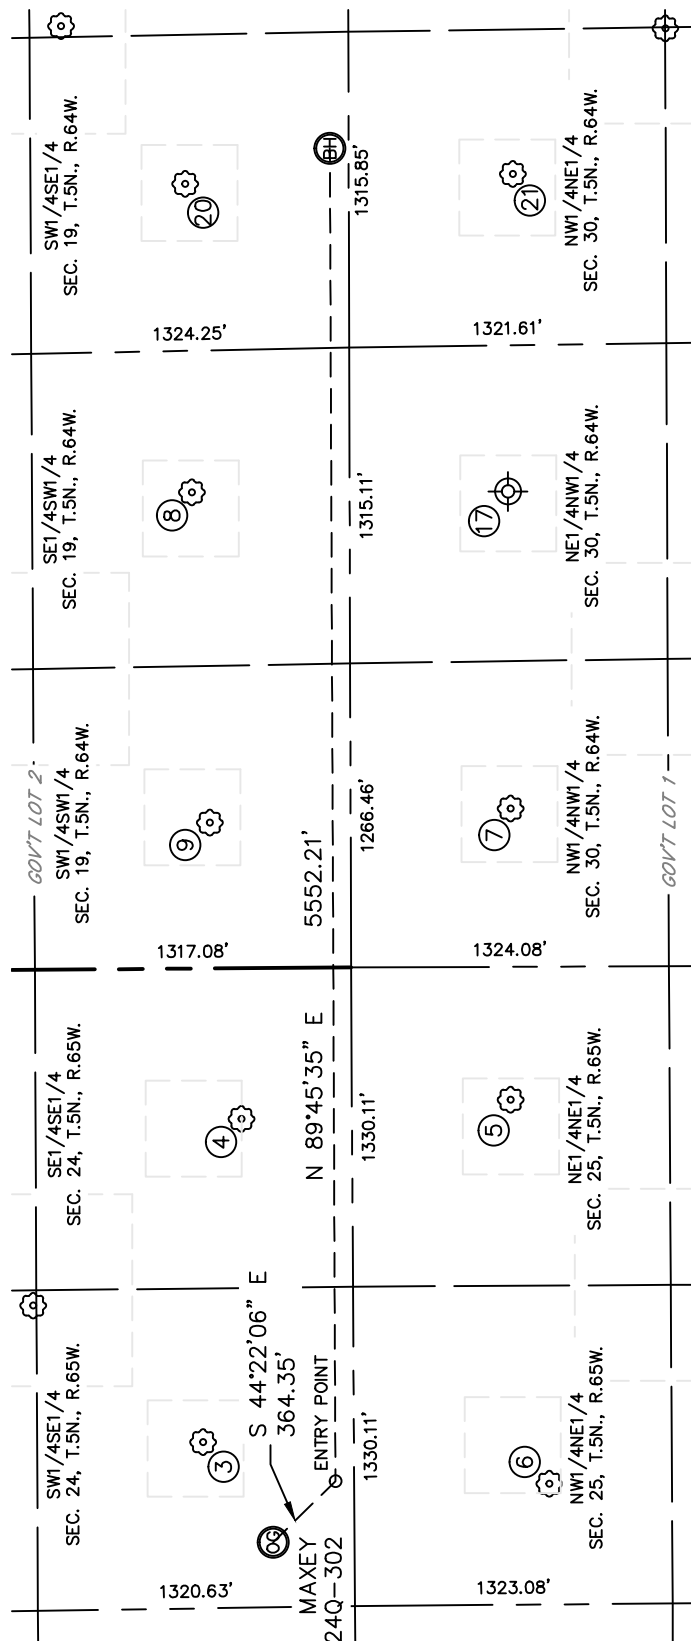 SW1/4SE1/4
SEC. 19, T.5N., R.64W.
20
BH
1315.85'
21
NW1/4NE1/4
SEC. 30, T.5N., R.64W.
1324.25'
1321.61'
SE1/4SW1/4
SEC. 19, T.5N., R.64W.
8
1315.11'
17
NE1/4NW1/4
SEC. 30, T.5N., R.64W.
GOV'T LOT 2
SW1/4SW1/4
SEC. 19, T.5N., R.64W.
9
5552.21'
1266.46'
7
NW1/4NW1/4
SEC. 30, T.5N., R.64W.
GOV'T LOT 1
1317.08'
1324.08'
SE1/4SE1/4
SEC. 24, T.5N., R.65W.
4
N 89°45'35" E
1330.11'
5
NE1/4NE1/4
SEC. 25, T.5N., R.65W.
SW1/4SE1/4
SEC. 24, T.5N., R.65W.
3
S 44°22'06" E
364.35'
ENTRY POINT
1330.11'
6
NW1/4NE1/4
SEC. 25, T.5N., R.65W.
OG
MAXEY
24Q-302
1320.63'
1323.08'